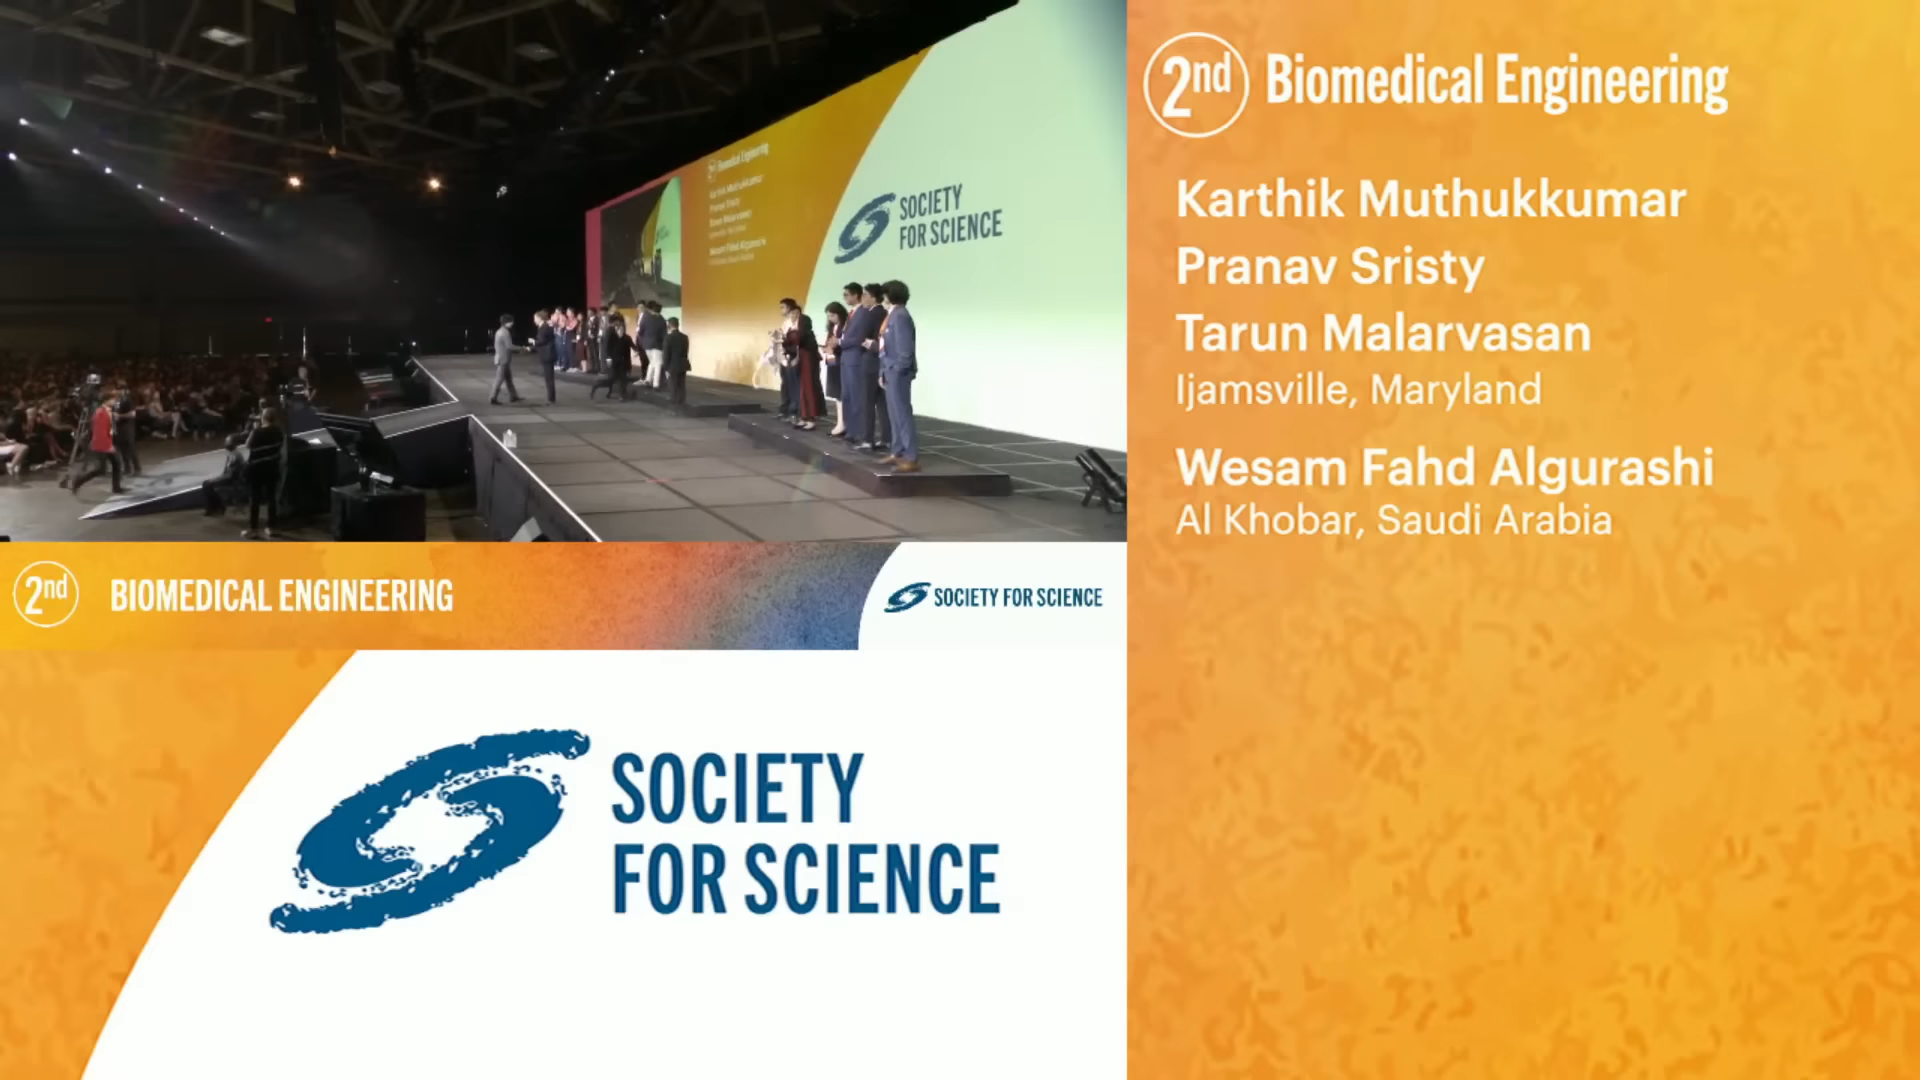 2nd Biomedical Engineering
Karthik Muthukkumar
Pranav Sristy
Tarun Malarvasan
Ijamsville, Maryland
Wesam Fahd Algurashi
Al Khobar, Saudi Arabia
SOCIETY
FOR SCIENCE
2nd BIOMEDICAL ENGINEERING
SOCIETY FOR SCIENCE
SOCIETY
FOR SCIENCE